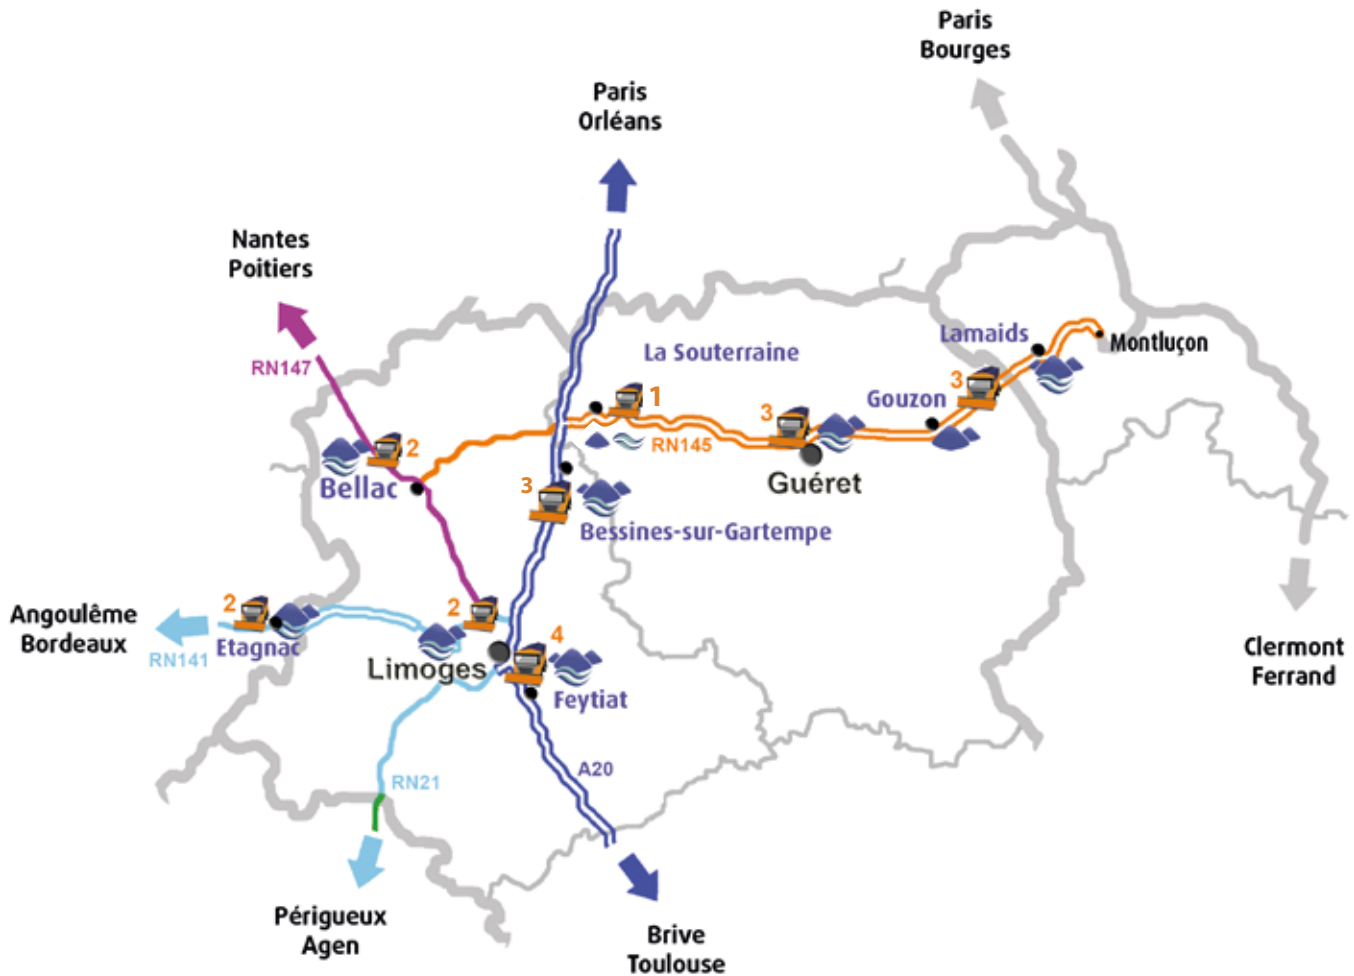 Paris
Bourges
Paris
Orléans
Nantes
Poitiers
RN147
La Souterraine
Lamaids
Montluçon
1
3
Gouzon
3
RN145
2
Bellac
Guéret
3
Bessines-sur-Gartempe
Angoulême
Bordeaux
RN141
2
Etagnac
2
Limoges
4
Feytiat
Clermont
Ferrand
A20
RN21
Périgueux
Agen
Brive
Toulouse